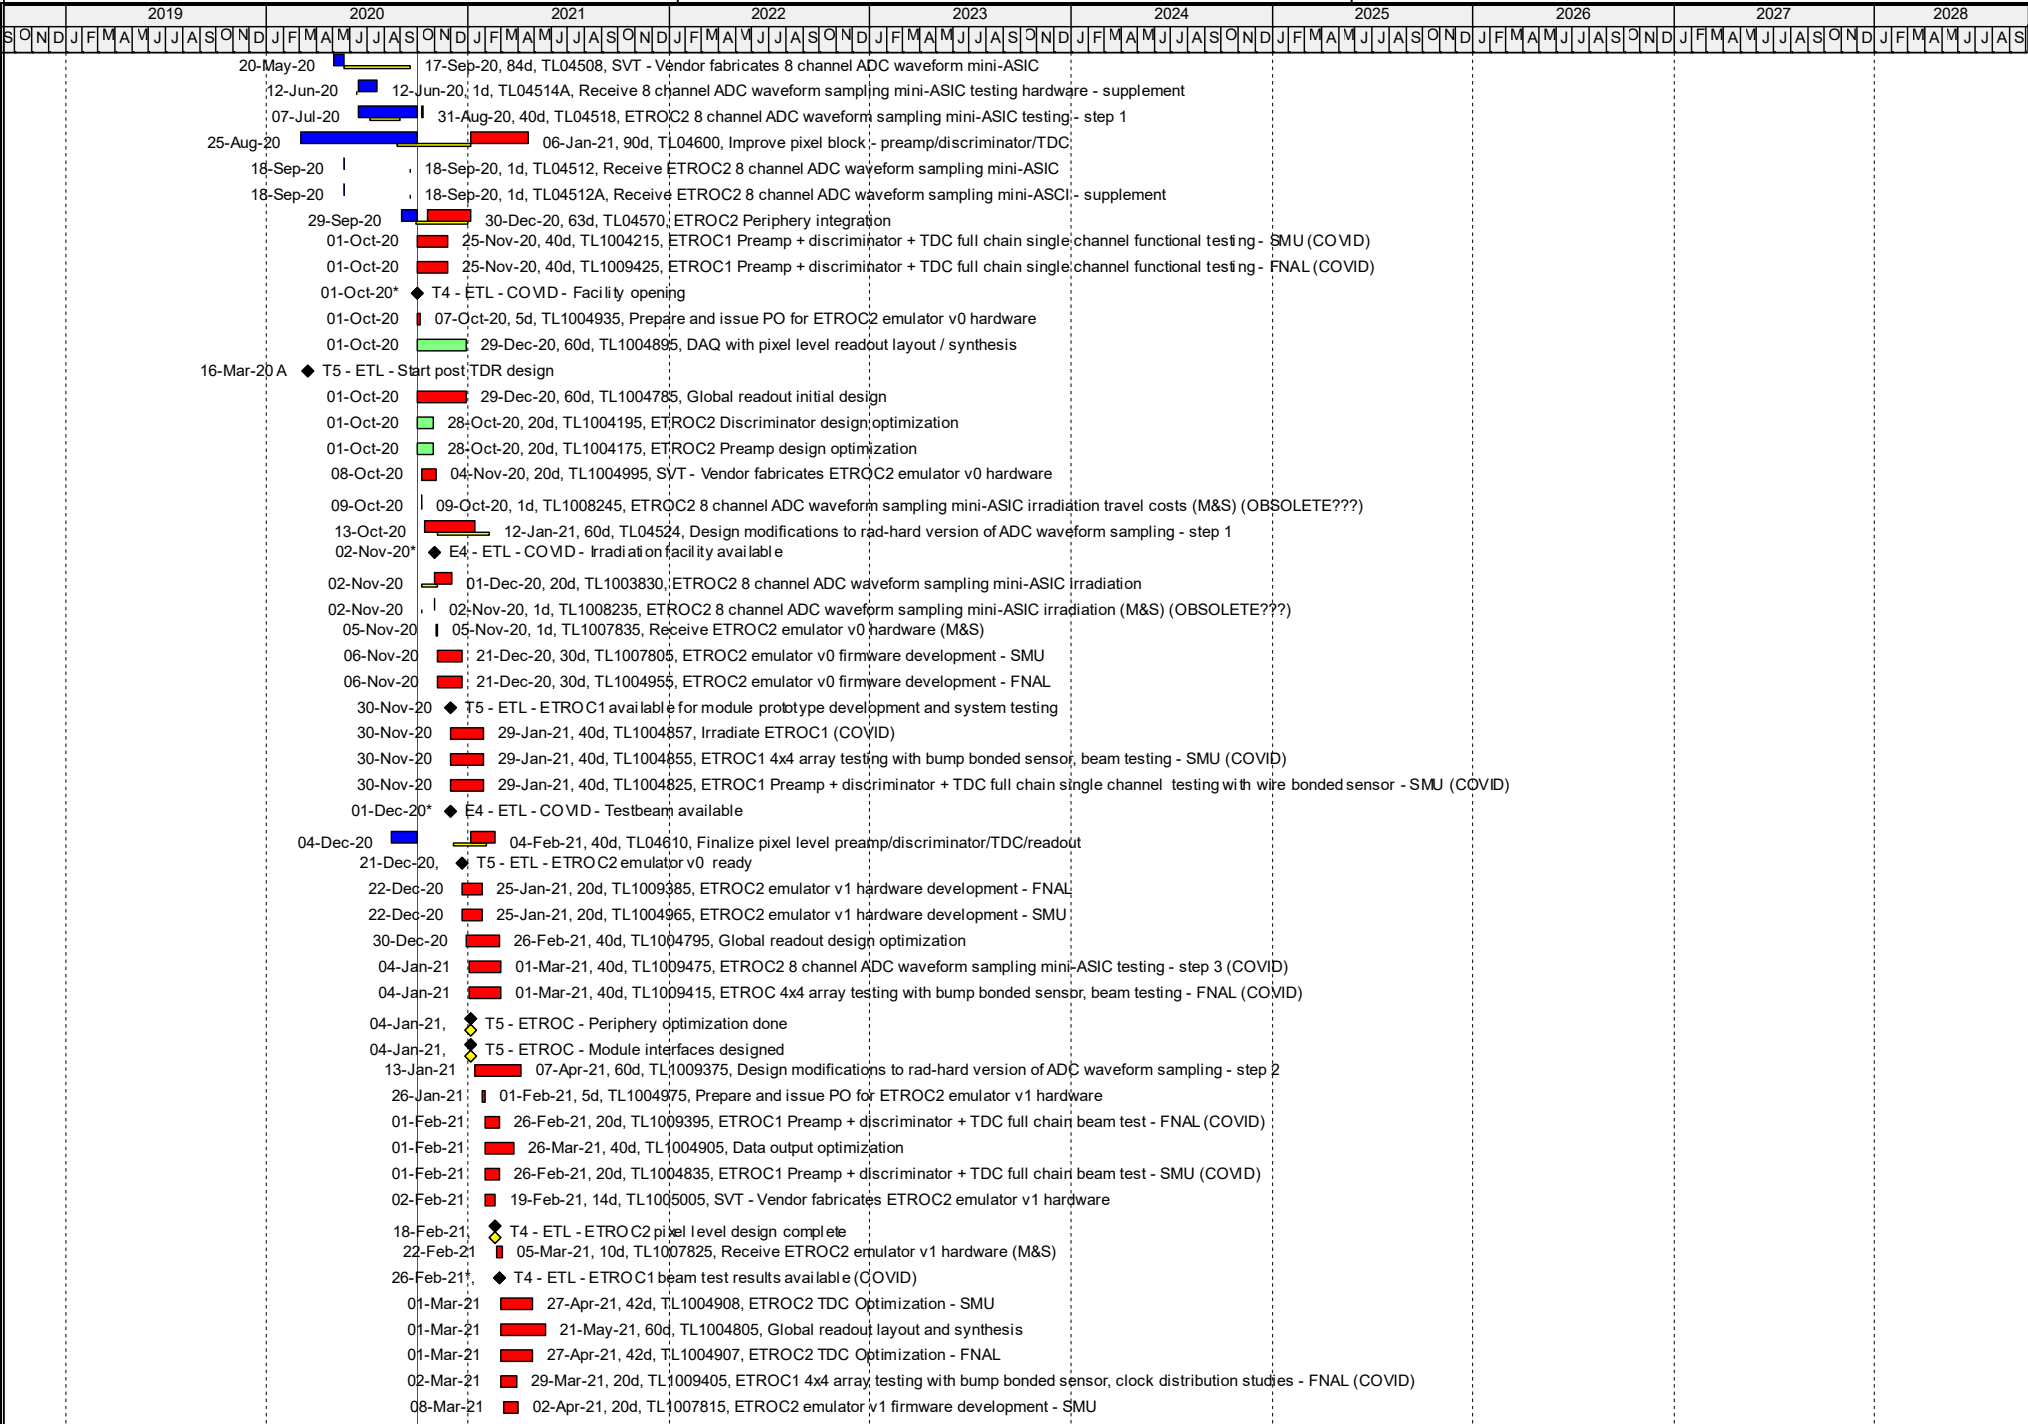 2019 2020 2021 2022 2023 2024 2025 2026 2027 2028
S O N D J F M A M J J A S O N D J F M A M J J A S O N D J F M A M J J A S O N D J F M A M J J A S O N D J F M A M J J A S O N D J F M A M J J A S O N D J F M A M J J A S O N D J F M A M J J A S O N D J F M A M J J A S O N D J F M A M J J A S
20-May-20 17-Sep-20, 84d, TL04508, SVT - Vendor fabricates 8 channel ADC waveform mini-ASIC
12-Jun-20 12-Jun-20, 1d, TL04514A, Receive 8 channel ADC waveform sampling mini-ASIC testing hardware - supplement
07-Jul-20 31-Aug-20, 40d, TL04518, ETROC2 8 channel ADC waveform sampling mini-ASIC testing - step 1
25-Aug-20 06-Jan-21, 90d, TL04600, Improve pixel block - preamp/discriminator/TDC
18-Sep-20 18-Sep-20, 1d, TL04512, Receive ETROC2 8 channel ADC waveform sampling mini-ASIC
18-Sep-20 18-Sep-20, 1d, TL04512A, Receive ETROC2 8 channel ADC waveform sampling mini-ASCI - supplement
29-Sep-20 30-Dec-20, 63d, TL04570, ETROC2 Periphery integration
01-Oct-20 25-Nov-20, 40d, TL1004215, ETROC1 Preamp + discriminator + TDC full chain single channel functional testing - SMU (COVID)
01-Oct-20 25-Nov-20, 40d, TL1009425, ETROC1 Preamp + discriminator + TDC full chain single channel functional testing - FNAL (COVID)
01-Oct-20* T4 - ETL - COVID - Facility opening
01-Oct-20 07-Oct-20, 5d, TL1004935, Prepare and issue PO for ETROC2 emulator v0 hardware
01-Oct-20 29-Dec-20, 60d, TL1004895, DAQ with pixel level readout layout / synthesis
16-Mar-20 A T5 - ETL - Start post TDR design
01-Oct-20 29-Dec-20, 60d, TL1004785, Global readout initial design
01-Oct-20 28-Oct-20, 20d, TL1004195, ETROC2 Discriminator design optimization
01-Oct-20 28-Oct-20, 20d, TL1004175, ETROC2 Preamp design optimization
08-Oct-20 04-Nov-20, 20d, TL1004995, SVT - Vendor fabricates ETROC2 emulator v0 hardware
09-Oct-20 09-Oct-20, 1d, TL1008245, ETROC2 8 channel ADC waveform sampling mini-ASIC irradiation travel costs (M&S) (OBSOLETE???)
13-Oct-20 12-Jan-21, 60d, TL04524, Design modifications to rad-hard version of ADC waveform sampling - step 1
02-Nov-20* E4 - ETL - COVID - Irradiation facility available
02-Nov-20 01-Dec-20, 20d, TL1003830, ETROC2 8 channel ADC waveform sampling mini-ASIC irradiation
02-Nov-20 02-Nov-20, 1d, TL1008235, ETROC2 8 channel ADC waveform sampling mini-ASIC irradiation (M&S) (OBSOLETE???)
05-Nov-20 05-Nov-20, 1d, TL1007835, Receive ETROC2 emulator v0 hardware (M&S)
06-Nov-20 21-Dec-20, 30d, TL1007805, ETROC2 emulator v0 firmware development - SMU
06-Nov-20 21-Dec-20, 30d, TL1004955, ETROC2 emulator v0 firmware development - FNAL
30-Nov-20 T5 - ETL - ETROC1 available for module prototype development and system testing
30-Nov-20 29-Jan-21, 40d, TL1004857, Irradiate ETROC1 (COVID)
30-Nov-20 29-Jan-21, 40d, TL1004855, ETROC1 4x4 array testing with bump bonded sensor, beam testing - SMU (COVID)
30-Nov-20 29-Jan-21, 40d, TL1004825, ETROC1 Preamp + discriminator + TDC full chain single channel testing with wire bonded sensor - SMU (COVID)
01-Dec-20* E4 - ETL - COVID - Testbeam available
04-Dec-20 04-Feb-21, 40d, TL04610, Finalize pixel level preamp/discriminator/TDC/readout
21-Dec-20, T5 - ETL - ETROC2 emulator v0 ready
22-Dec-20 25-Jan-21, 20d, TL1009385, ETROC2 emulator v1 hardware development - FNAL
22-Dec-20 25-Jan-21, 20d, TL1004965, ETROC2 emulator v1 hardware development - SMU
30-Dec-20 26-Feb-21, 40d, TL1004795, Global readout design optimization
04-Jan-21 01-Mar-21, 40d, TL1009475, ETROC2 8 channel ADC waveform sampling mini-ASIC testing - step 3 (COVID)
04-Jan-21 01-Mar-21, 40d, TL1009415, ETROC 4x4 array testing with bump bonded sensor, beam testing - FNAL (COVID)
04-Jan-21, T5 - ETROC - Periphery optimization done
04-Jan-21, T5 - ETROC - Module interfaces designed
13-Jan-21 07-Apr-21, 60d, TL1009375, Design modifications to rad-hard version of ADC waveform sampling - step 2
26-Jan-21 01-Feb-21, 5d, TL1004975, Prepare and issue PO for ETROC2 emulator v1 hardware
01-Feb-21 26-Feb-21, 20d, TL1009395, ETROC1 Preamp + discriminator + TDC full chain beam test - FNAL (COVID)
01-Feb-21 26-Mar-21, 40d, TL1004905, Data output optimization
01-Feb-21 26-Feb-21, 20d, TL1004835, ETROC1 Preamp + discriminator + TDC full chain beam test - SMU (COVID)
02-Feb-21 19-Feb-21, 14d, TL1005005, SVT - Vendor fabricates ETROC2 emulator v1 hardware
18-Feb-21, T4 - ETL - ETROC2 pixel level design complete
22-Feb-21 05-Mar-21, 10d, TL1007825, Receive ETROC2 emulator v1 hardware (M&S)
26-Feb-21*, T4 - ETL - ETROC1 beam test results available (COVID)
01-Mar-21 27-Apr-21, 42d, TL1004908, ETROC2 TDC Optimization - SMU
01-Mar-21 21-May-21, 60d, TL1004805, Global readout layout and synthesis
01-Mar-21 27-Apr-21, 42d, TL1004907, ETROC2 TDC Optimization - FNAL
02-Mar-21 29-Mar-21, 20d, TL1009405, ETROC1 4x4 array testing with bump bonded sensor, clock distribution studies - FNAL (COVID)
08-Mar-21 02-Apr-21, 20d, TL1007815, ETROC2 emulator v1 firmware development - SMU